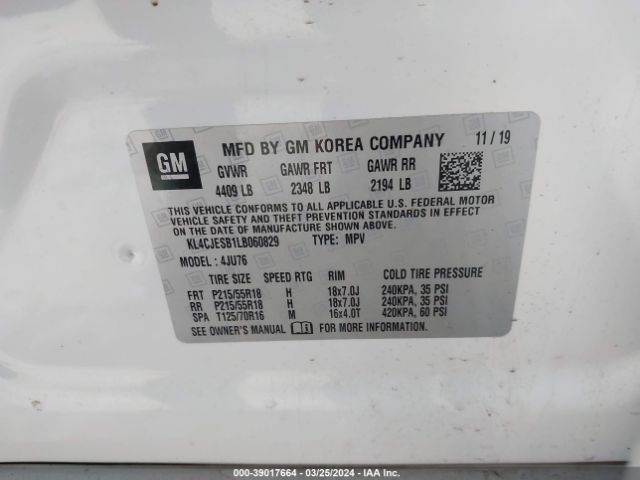 GM
MFD BY GM KOREA COMPANY 11/19
GVWR GAWR FRT GAWR RR
4409 LB 2348 LB 2194 LB
THIS VEHICLE CONFORMS TO ALL APPLICABLE U.S. FEDERAL MOTOR
VEHICLE SAFETY AND THEFT PREVENTION STANDARDS IN EFFECT
ON THE DATE OF MANUFACTURE SHOWN ABOVE.
KL4CJESB1LB060829 TYPE: MPV
MODEL: 4JU76
TIRE SIZE SPEED RTG RIM COLD TIRE PRESSURE
FRT P215/55R18 H 18x7.0J 240KPA, 35 PSI
RR P215/55R18 H 18x7.0J 240KPA, 35 PSI
SPA T125/70R16 M 16x4.0T 420KPA, 60 PSI
SEE OWNER'S MANUAL FOR MORE INFORMATION
000-39017664 - 03/25/2024 - IAA Inc.